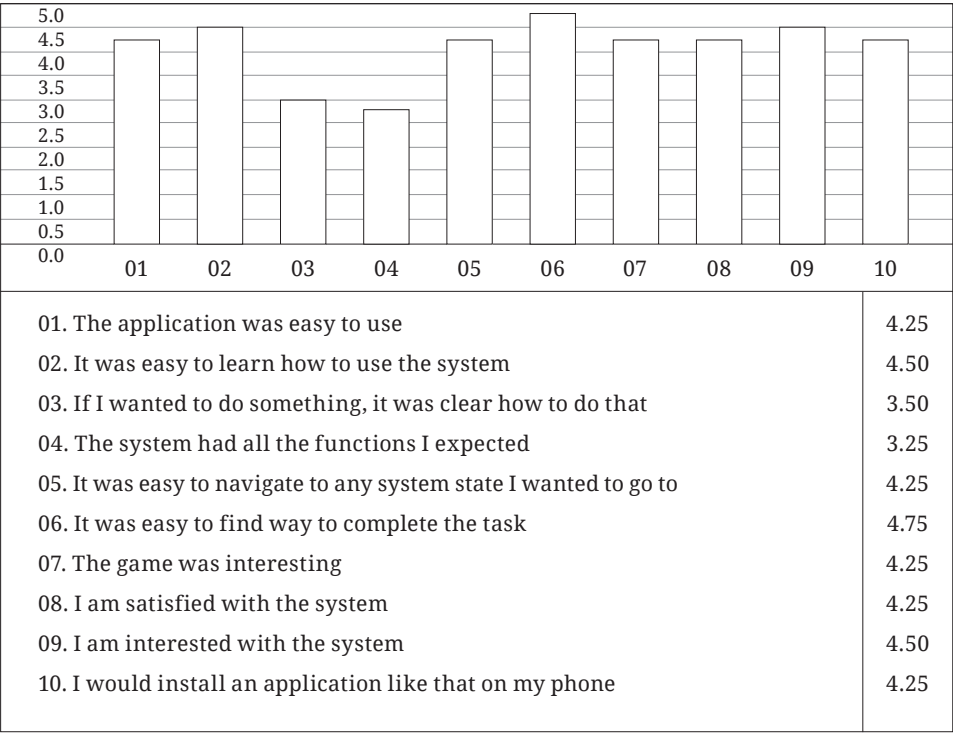 5.0
4.5
4.0
3.5
3.0
2.5
2.0
1.5
1.0
0.5
0.0
01 02 03 04 05 06 07 08 09 10
01. The application was easy to use 4.25
02. It was easy to learn how to use the system 4.50
03. If I wanted to do something, it was clear how to do that 3.50
04. The system had all the functions I expected 3.25
05. It was easy to navigate to any system state I wanted to go to 4.25
06. It was easy to find way to complete the task 4.75
07. The game was interesting 4.25
08. I am satisfied with the system 4.25
09. I am interested with the system 4.50
10. I would install an application like that on my phone 4.25